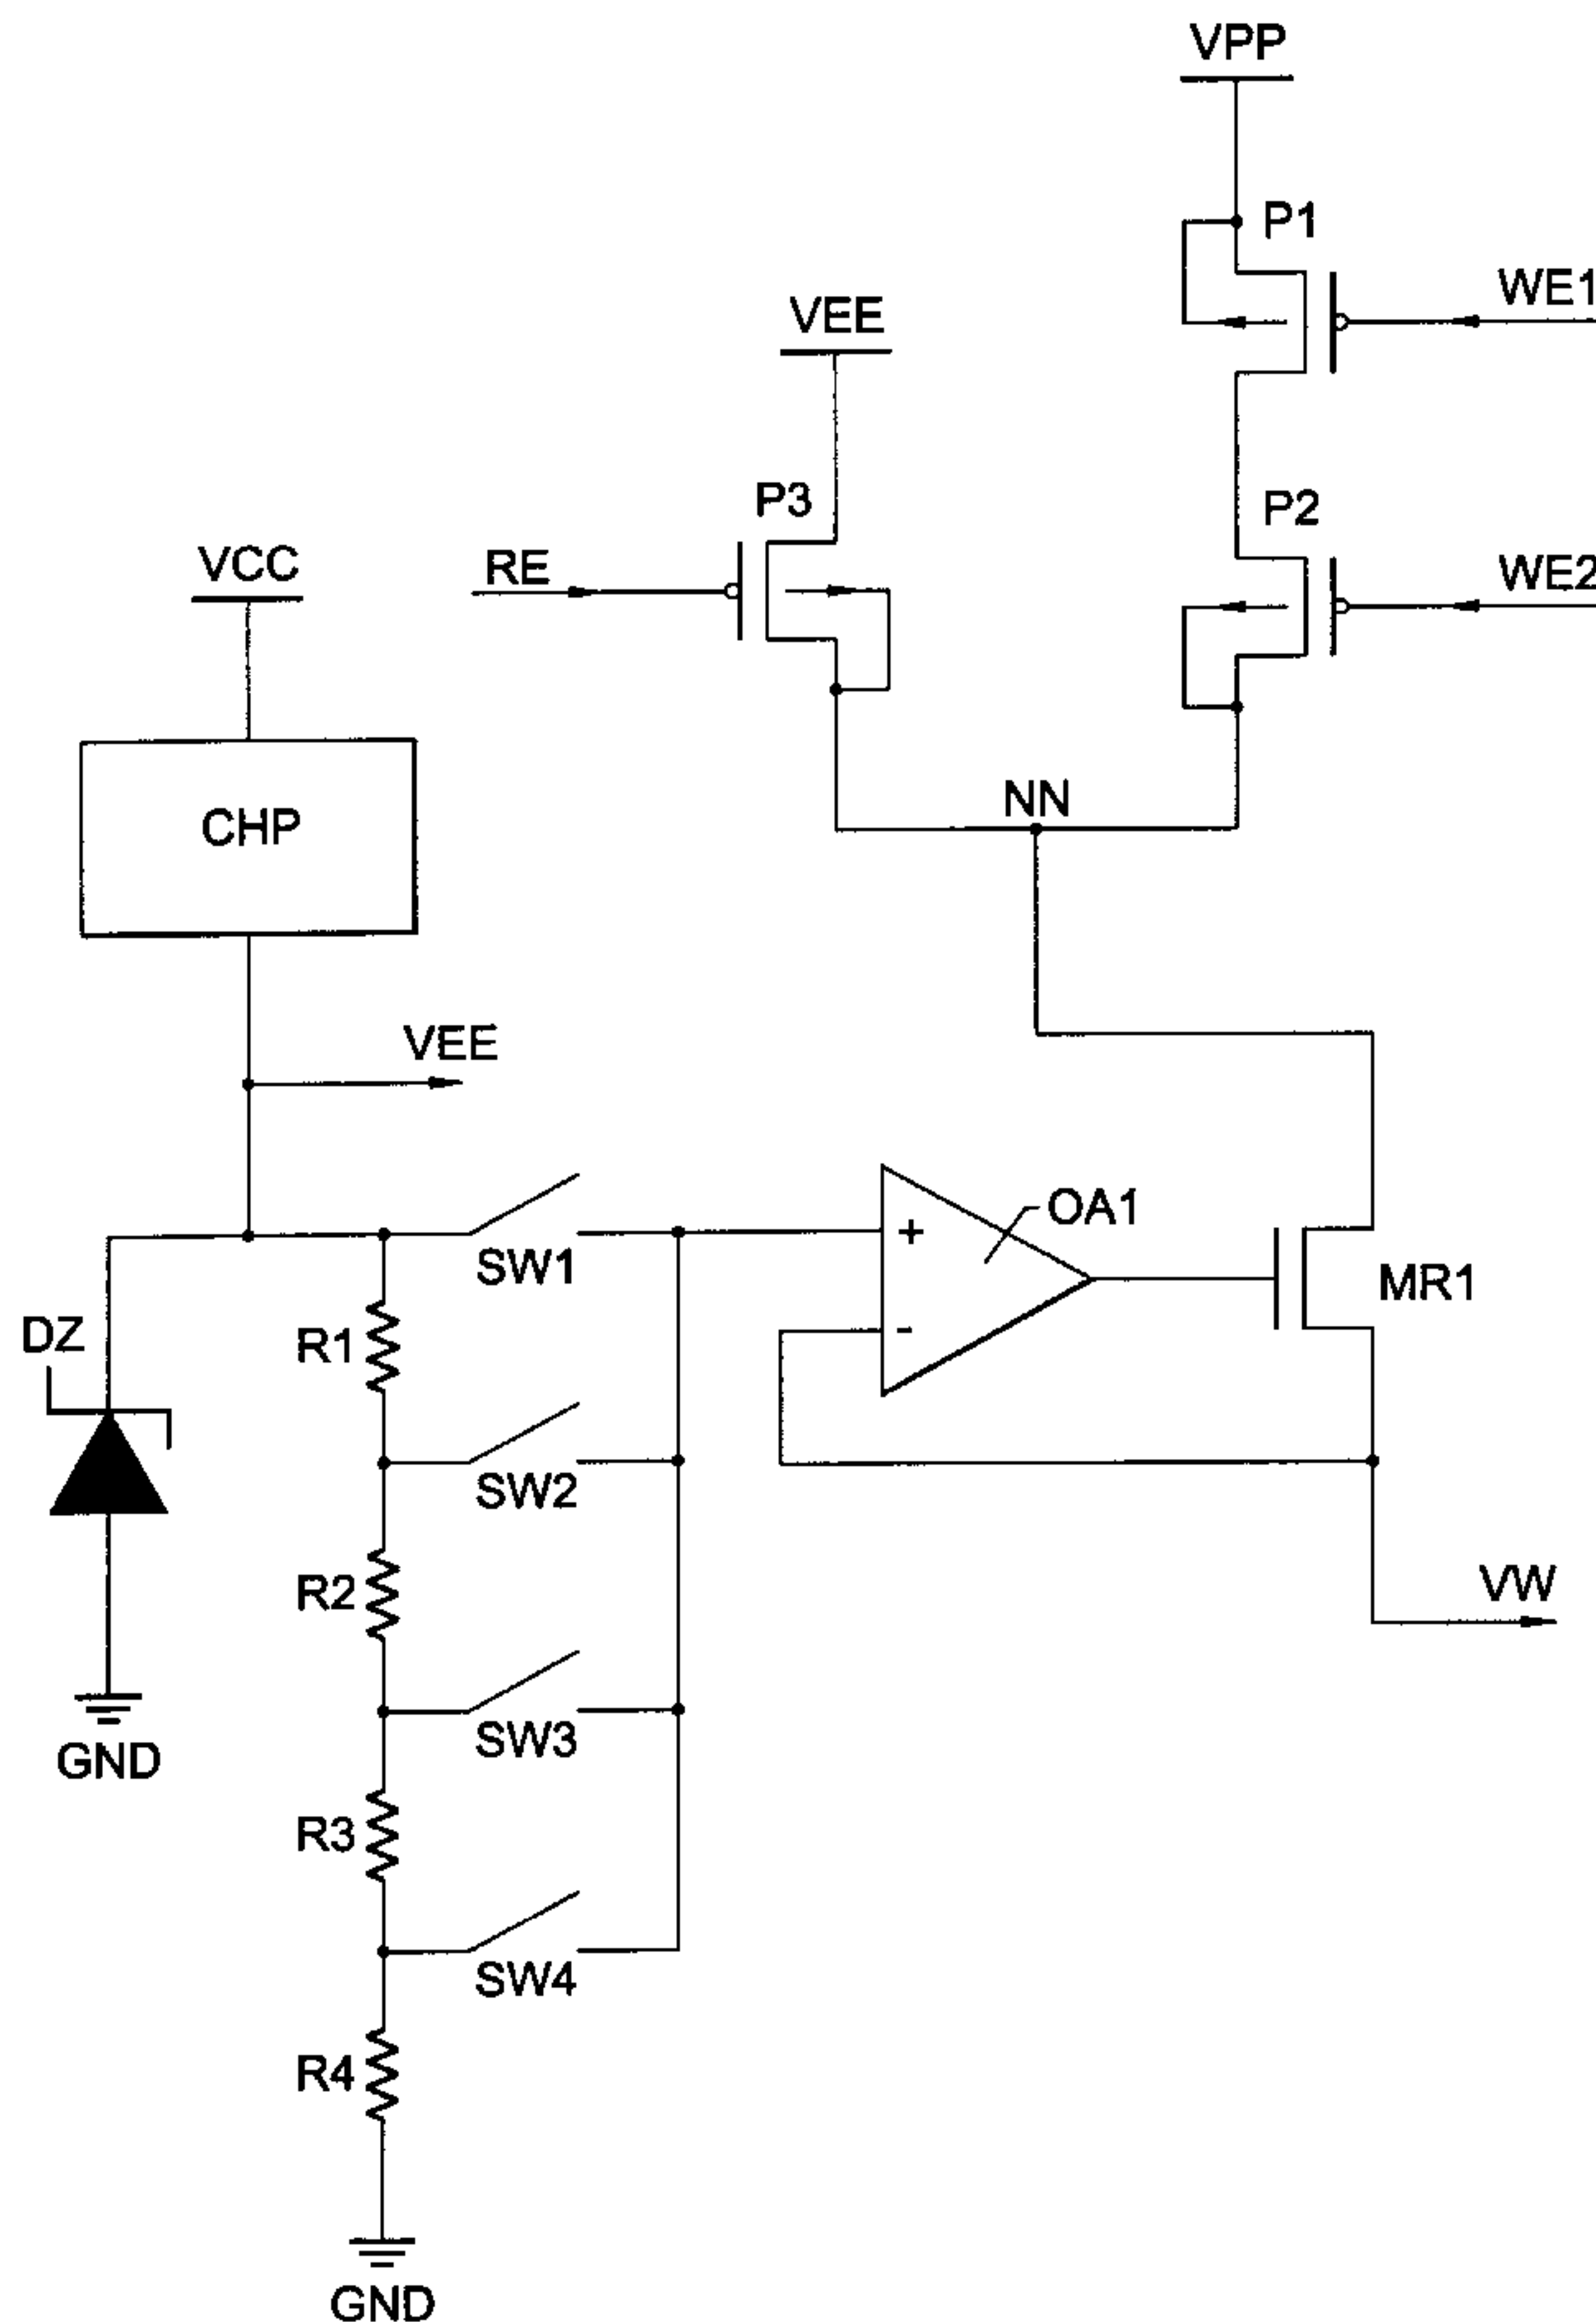 VPP
P1
WE1
VEE
P3
P2
VCC
RE
WE2
CHP
NN
VEE
OA1
+
SW1
MR1
DZ
R1
-
SW2
R2
VW
SW3
GND
R3
SW4
R4
GND